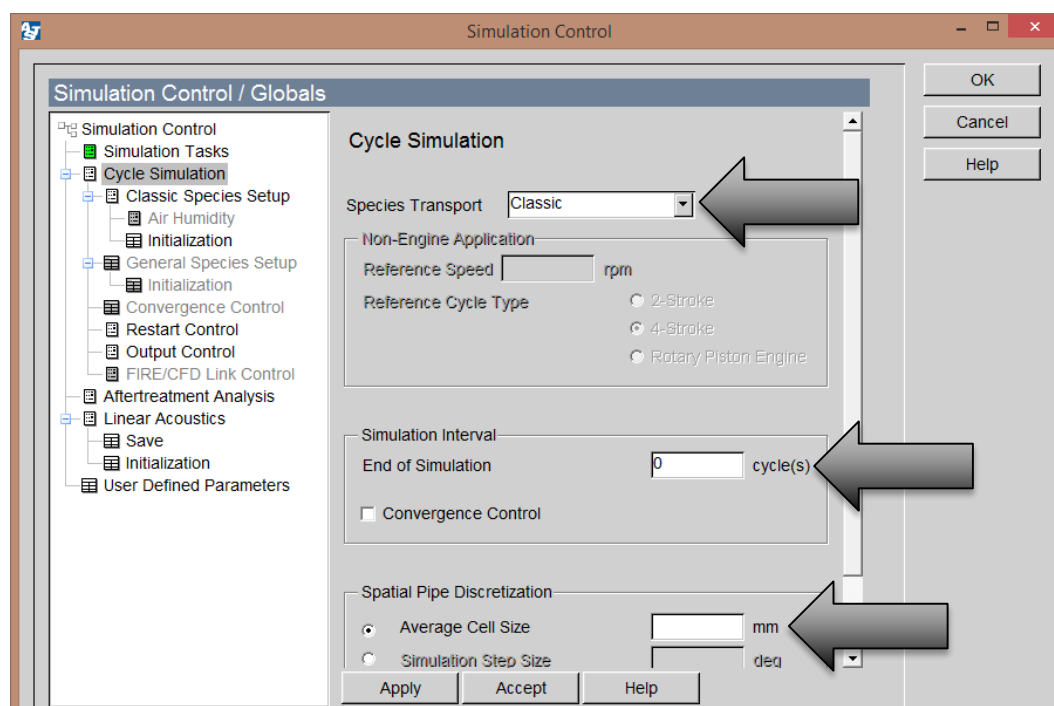 Simulation Control
Simulation Control / Globals
OK
Cancel
Help
Simulation Control
Simulation Tasks
Cycle Simulation
Classic Species Setup
Air Humidity
Initialization
General Species Setup
Initialization
Convergence Control
Restart Control
Output Control
FIRE/CFD Link Control
Aftertreatment Analysis
Linear Acoustics
Save
Initialization
User Defined Parameters
Cycle Simulation
Species Transport Classic
Non-Engine Application
Reference Speed rpm
Reference Cycle Type 2-Stroke
4-Stroke
Rotary Piston Engine
Simulation Interval
End of Simulation 0 cycle(s)
Convergence Control
Spatial Pipe Discretization
Average Cell Size mm
Simulation Step Size deg
Apply Accept Help